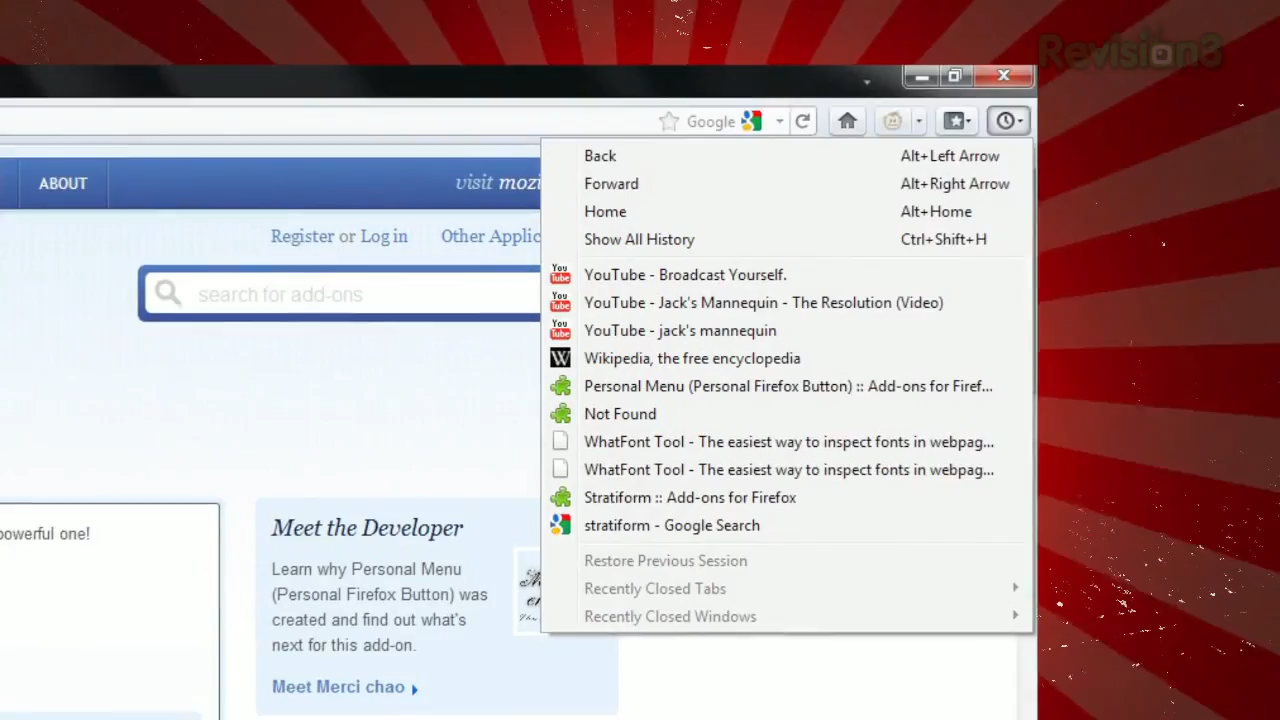 Revision3
Google
ABOUT
visit mozi
Register or Log in
Other Applic
search for add-ons
Back Alt+Left Arrow
Forward Alt+Right Arrow
Home Alt+Home
Show All History Ctrl+Shift+H
You Tube YouTube - Broadcast Yourself.
You Tube YouTube - Jack's Mannequin - The Resolution (Video)
You Tube YouTube - jack's mannequin
W Wikipedia, the free encyclopedia
Personal Menu (Personal Firefox Button) :: Add-ons for Firef...
Not Found
WhatFont Tool - The easiest way to inspect fonts in webpag...
WhatFont Tool - The easiest way to inspect fonts in webpag...
Stratiform :: Add-ons for Firefox
stratiform - Google Search
Restore Previous Session
Recently Closed Tabs
Recently Closed Windows
powerful one!
Meet the Developer
Learn why Personal Menu
(Personal Firefox Button) was
created and find out what's
next for this add-on.
Meet Merci chao